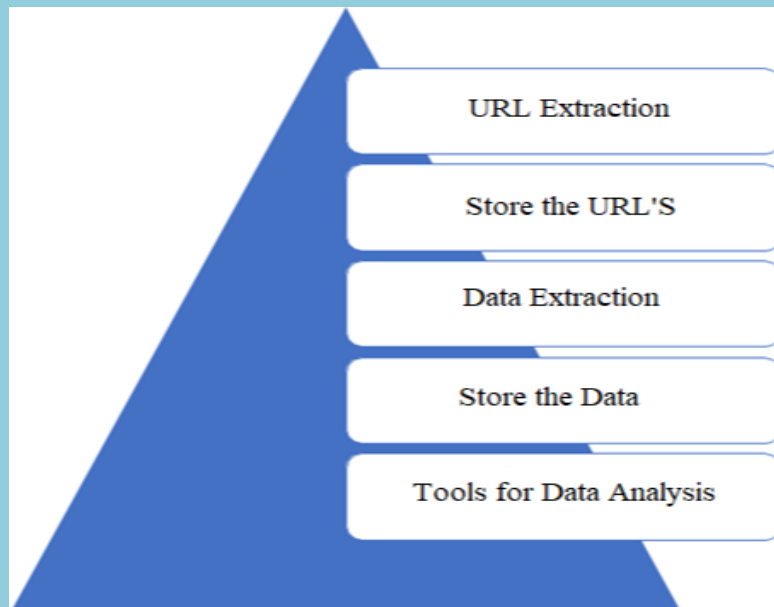 URL Extraction
Store the URL'S
Data Extraction
Store the Data
Tools for Data Analysis